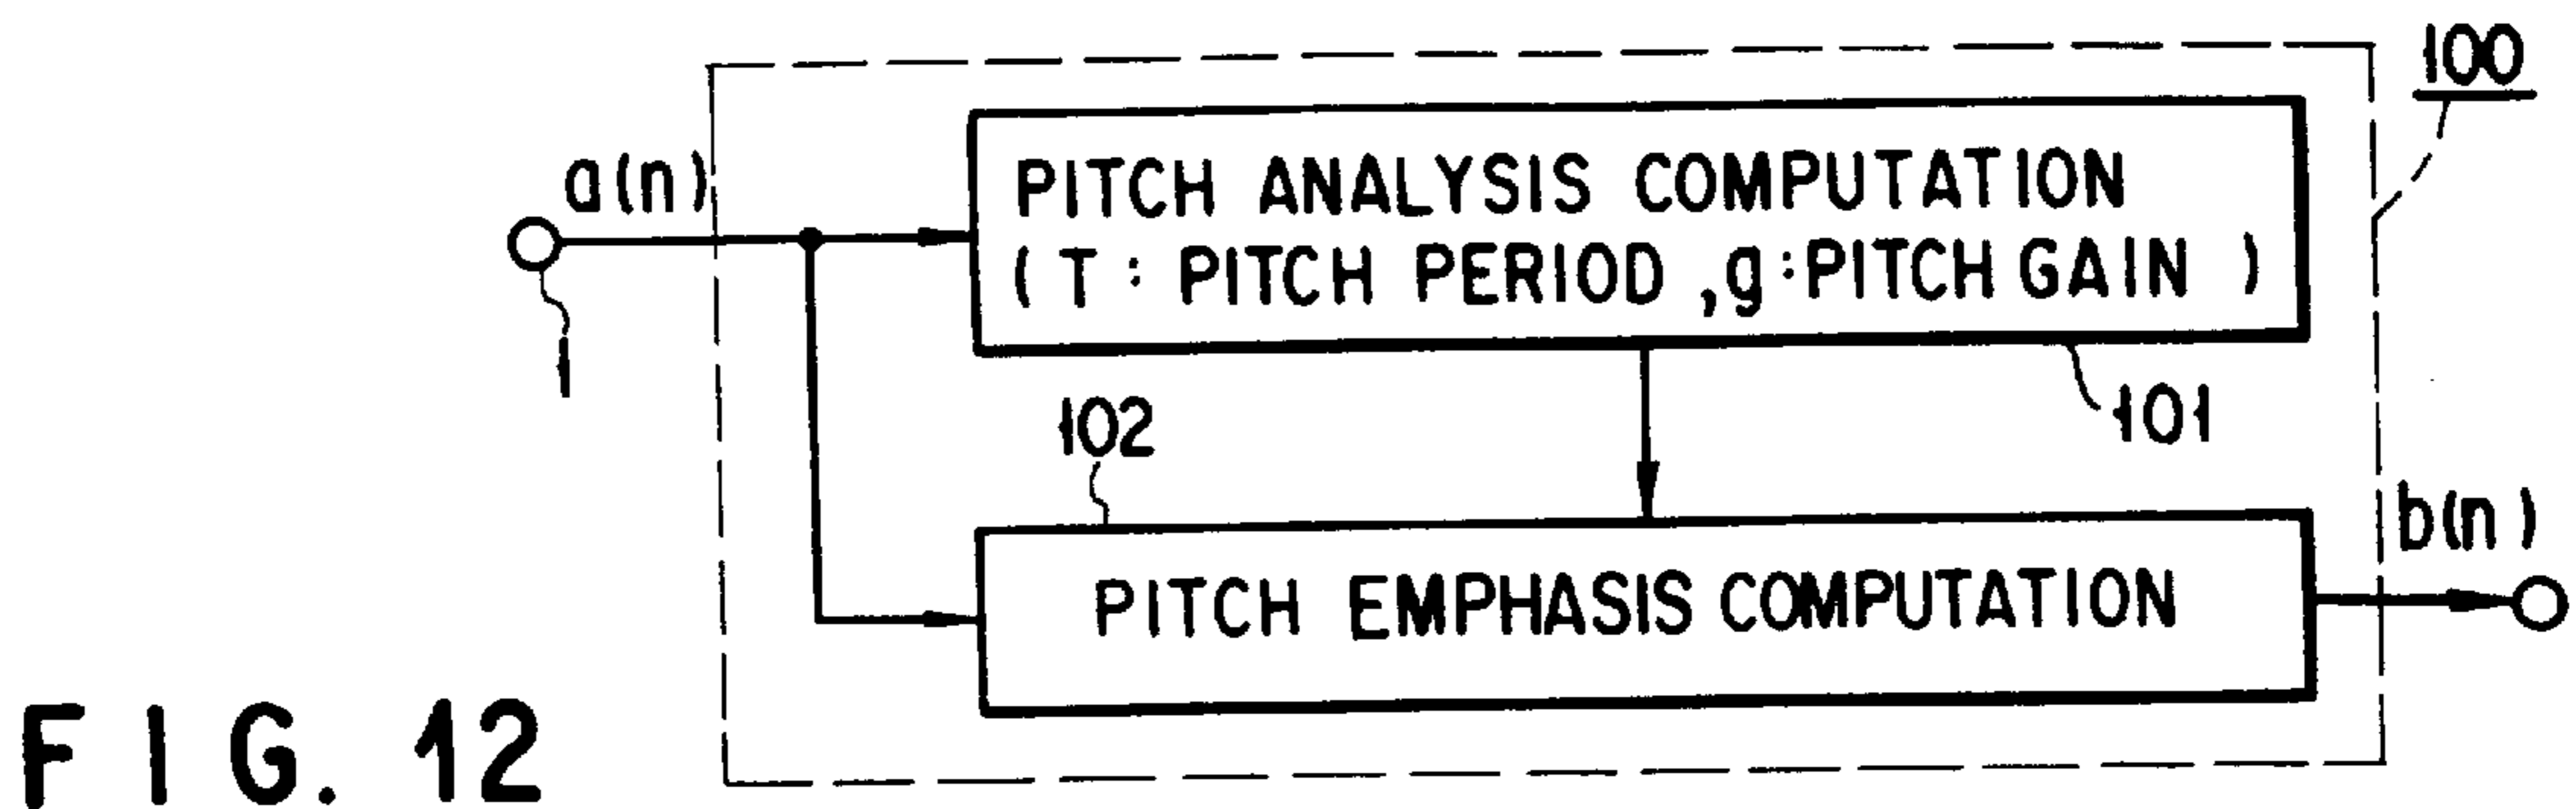 100
a(n)
PITCH ANALYSIS COMPUTATION
( T : PITCH PERIOD ,g : PITCH GAIN )
1
102
101
b(n)
PITCH EMPHASIS COMPUTATION
FIG. 12